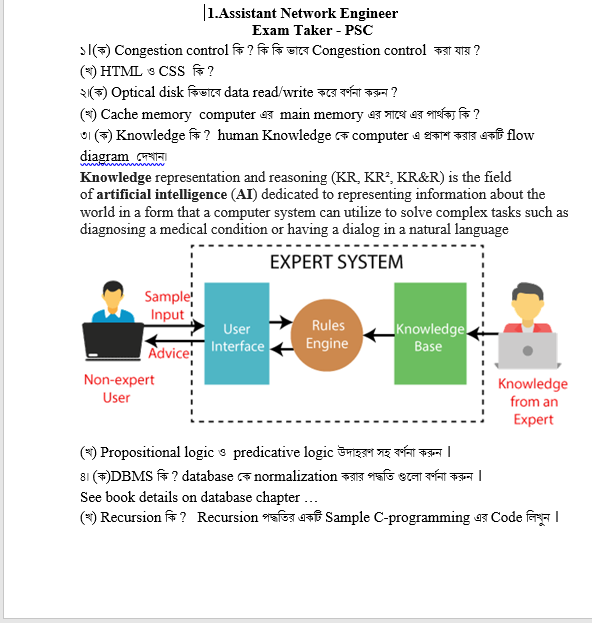 1.Assistant Network Engineer
Exam Taker - PSC
১।(ক) Congestion control কি ? কি কি ভাবে Congestion control করা যায় ?
(খ) HTML ও CSS কি ?
২।(ক) Optical disk কিভাবে data read/write করে বর্ণনা করুন ?
(খ) Cache memory computer এর main memory এর সাথে এর পার্থক্য কি ?
৩। (ক) Knowledge কি ? human Knowledge কে computer এ প্রকাশ করার একটি flow
diagram দেখান।
Knowledge representation and reasoning (KR, KR², KR&R) is the field
of artificial intelligence (AI) dedicated to representing information about the
world in a form that a computer system can utilize to solve complex tasks such as
diagnosing a medical condition or having a dialog in a natural language
EXPERT SYSTEM
Sample
Input
Advice
Non-expert
User
User
Interface
Rules
Engine
Knowledge
Base
Knowledge
from an
Expert
(খ) Propositional logic ও predicative logic উদাহরণ সহ বর্ণনা করুন ।
৪। (ক)DBMS কি ? database কে normalization করার পদ্ধতি গুলো বর্ণনা করুন ।
See book details on database chapter …
(খ) Recursion কি ? Recursion পদ্ধতির একটি Sample C-programming এর Code লিখুন ।